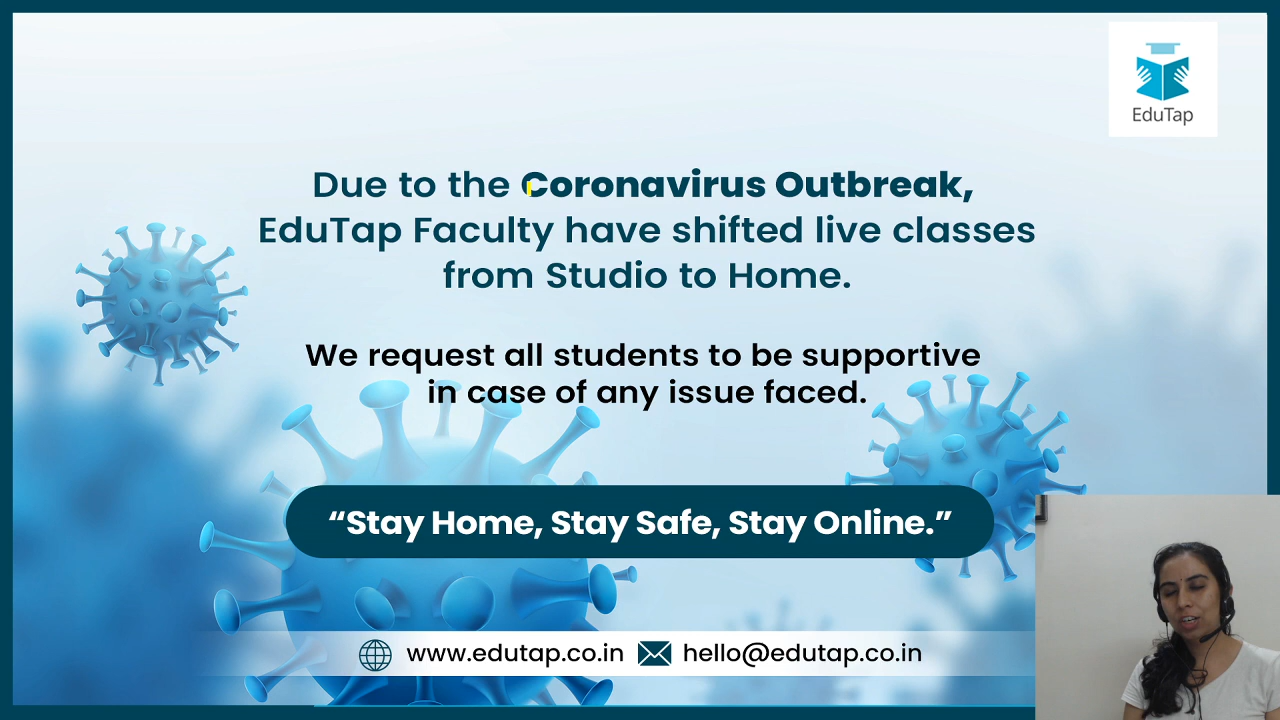 EduTap
Due to the Coronavirus Outbreak,
EduTap Faculty have shifted live classes
from Studio to Home.
We request all students to be supportive
in case of any issue faced.
“Stay Home, Stay Safe, Stay Online.”
www.edutap.co.in hello@edutap.co.in